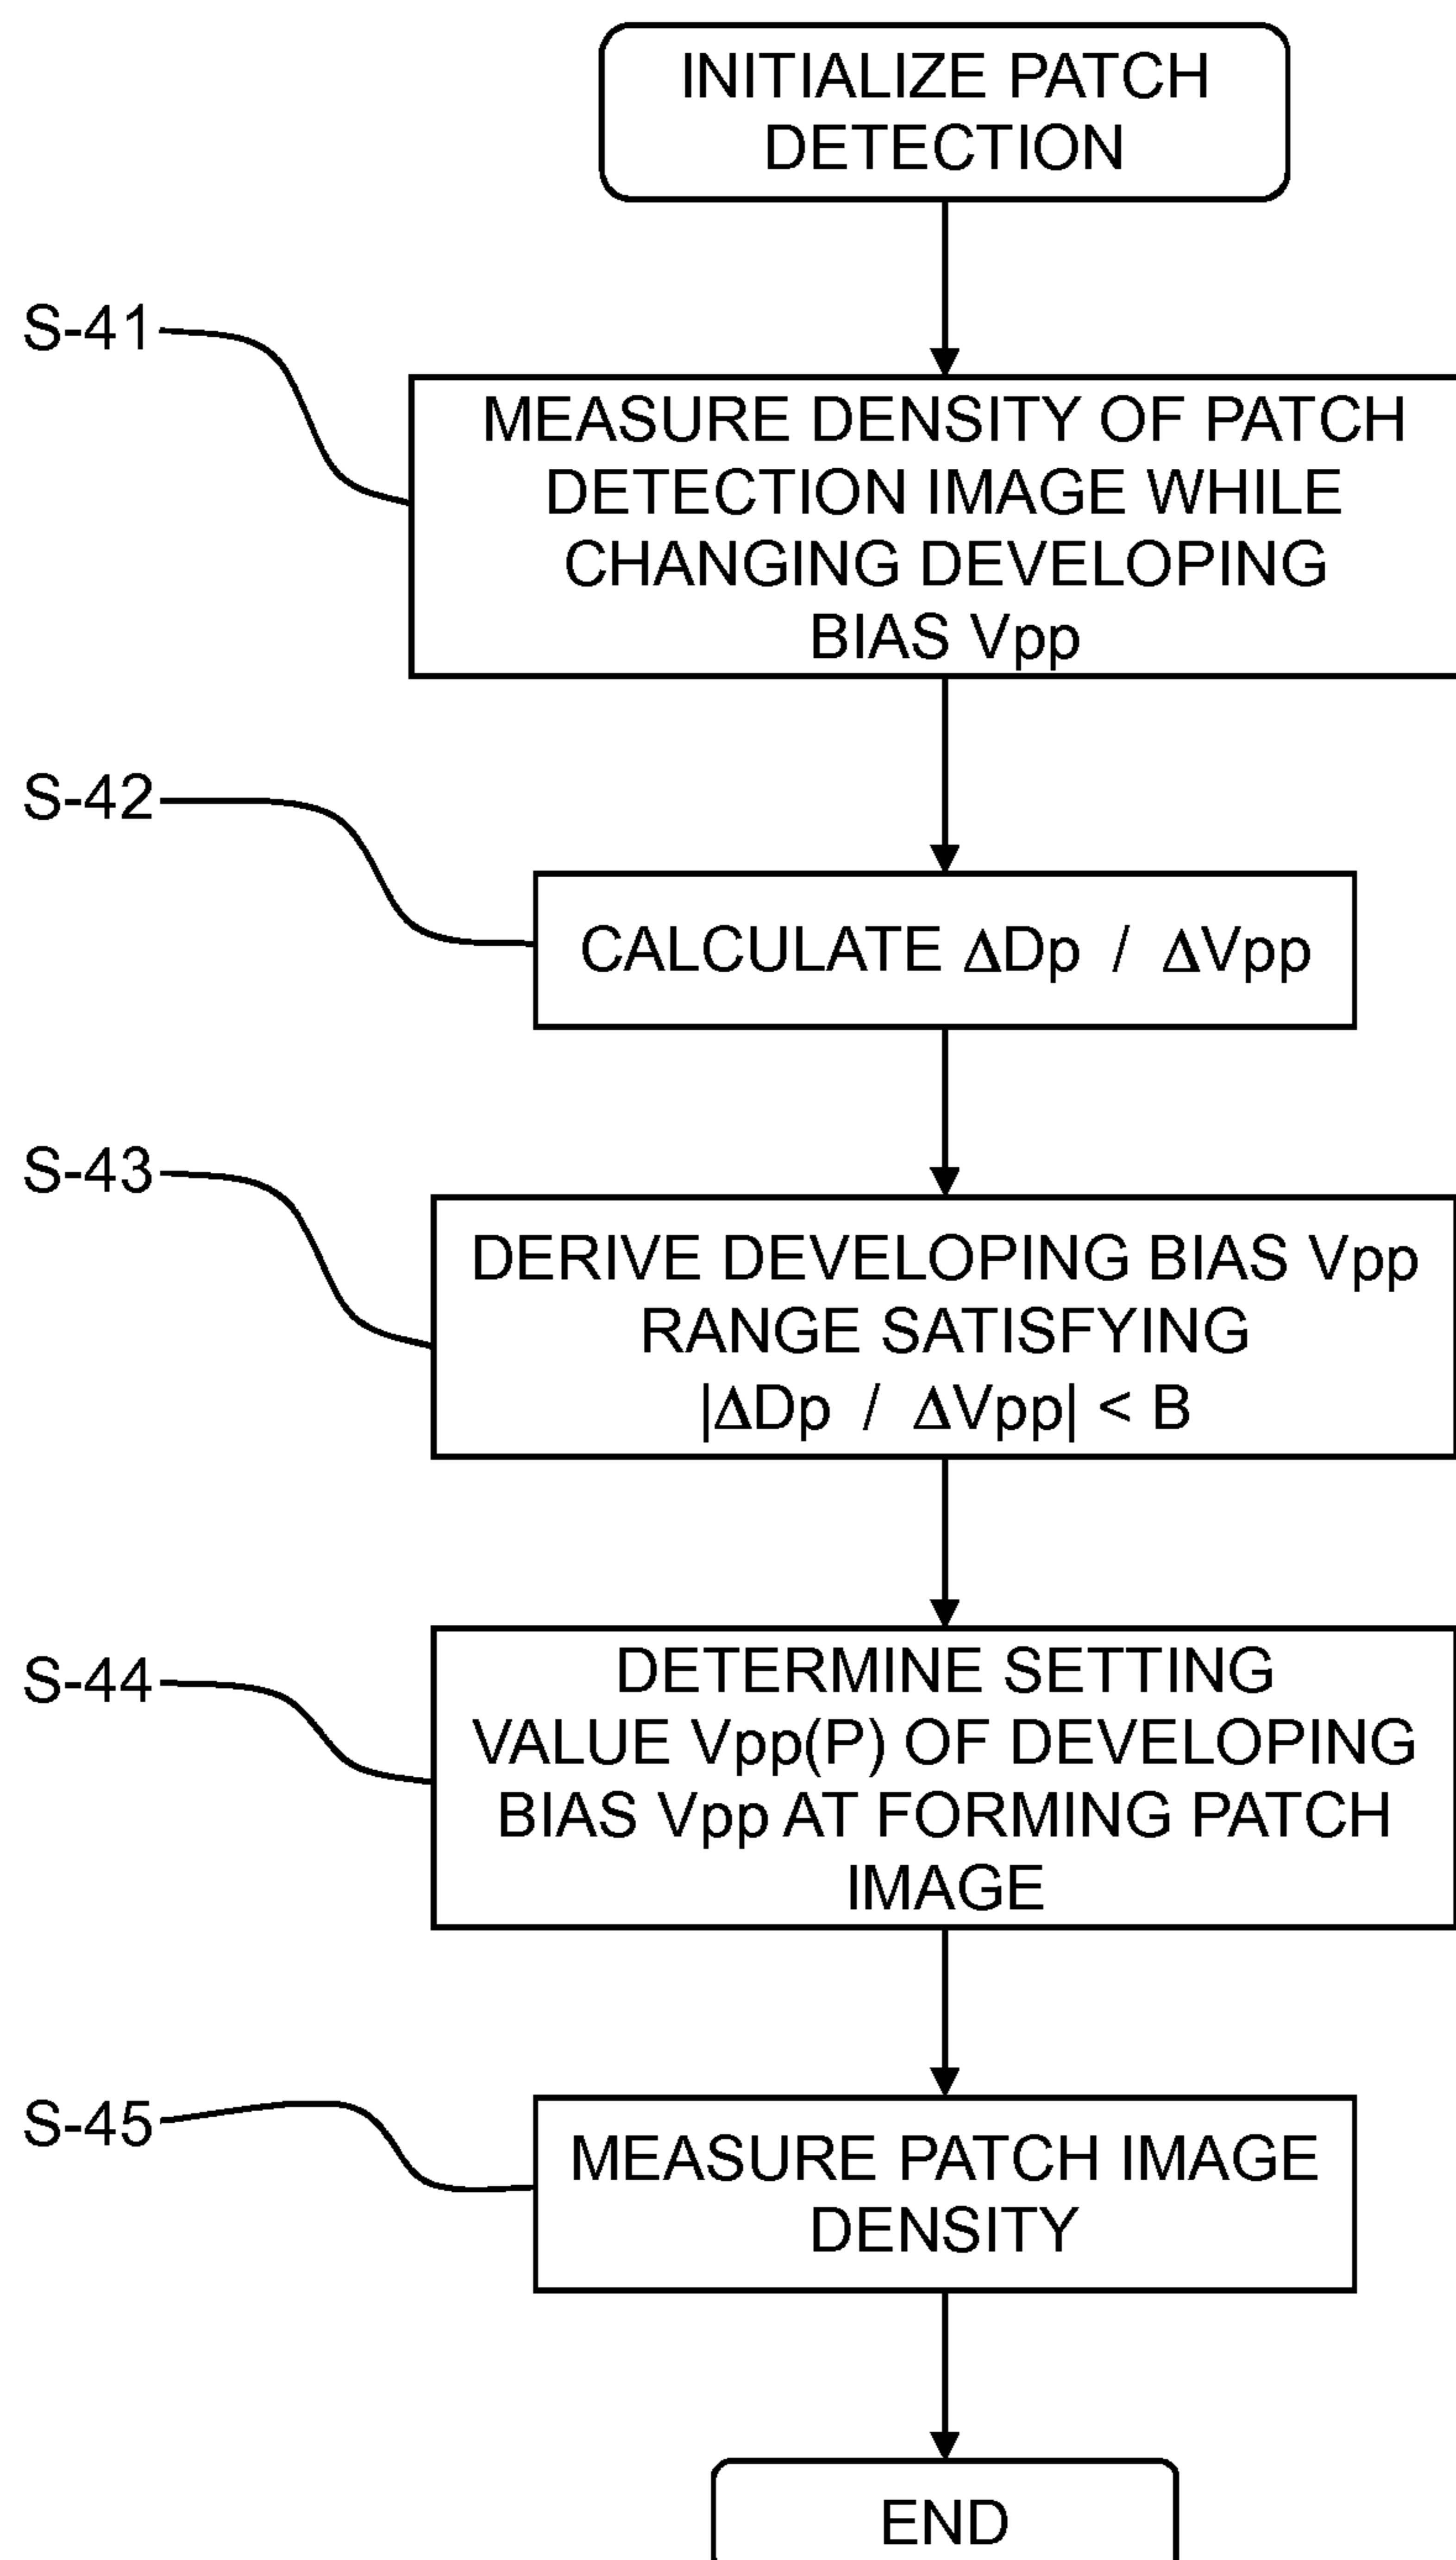 INITIALIZE PATCH
DETECTION
S-41
MEASURE DENSITY OF PATCH
DETECTION IMAGE WHILE
CHANGING DEVELOPING
BIAS Vpp
S-42
CALCULATE ΔDp / ΔVpp
S-43
DERIVE DEVELOPING BIAS Vpp
RANGE SATISFYING
|ΔDp / ΔVpp| < B
S-44
DETERMINE SETTING
VALUE Vpp(P) OF DEVELOPING
BIAS Vpp AT FORMING PATCH
IMAGE
S-45
MEASURE PATCH IMAGE
DENSITY
END